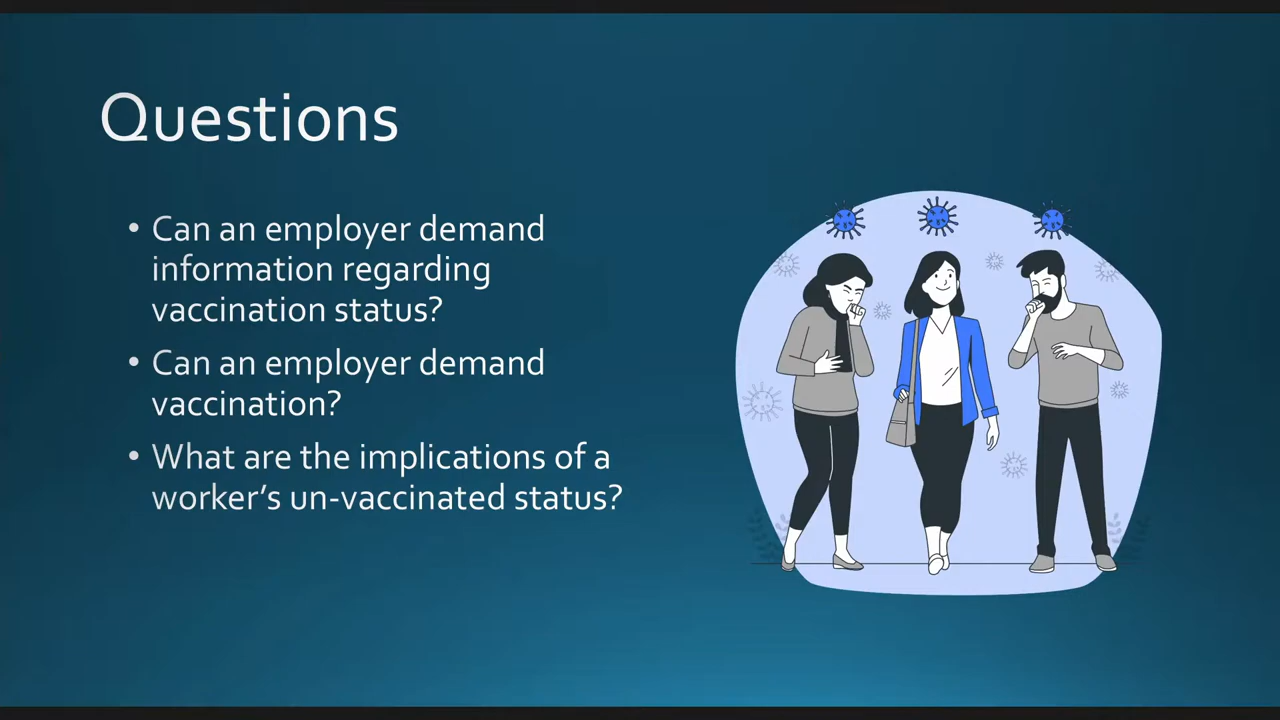 Questions
• Can an employer demand
information regarding
vaccination status?
• Can an employer demand
vaccination?
• What are the implications of a
worker's un-vaccinated status?